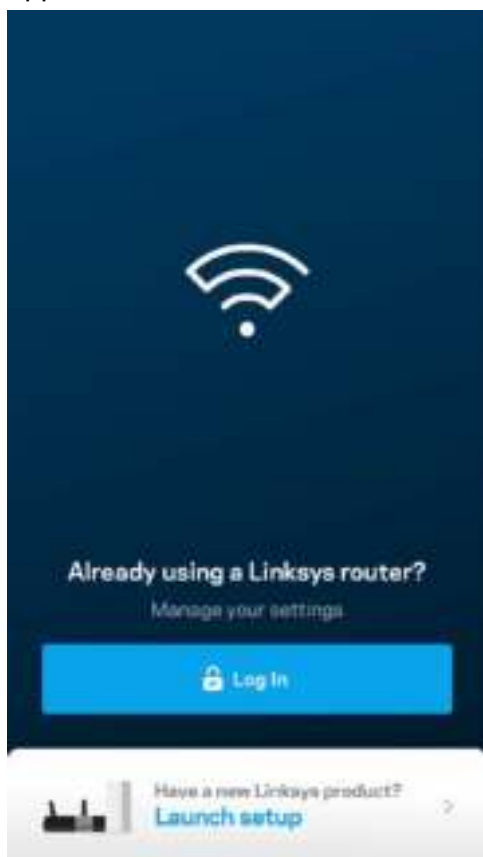 Already using a Linksys router?
Manage your settings
Log In
Have a new Linksys product?
Launch setup